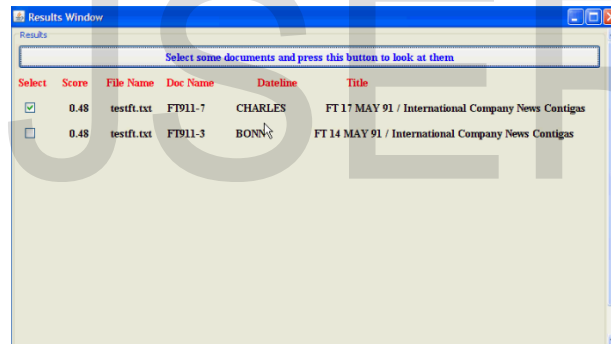 Results Window
Results
Select some documents and press this button to look at them
Select Score File Name Doc Name Dateline Title
0.48 testft.txt FT911-7 CHARLES FT 17 MAY 91 / International Company News Contigas
0.48 testft.txt FT911-3 BONN FT 14 MAY 91 / International Company News Contigas